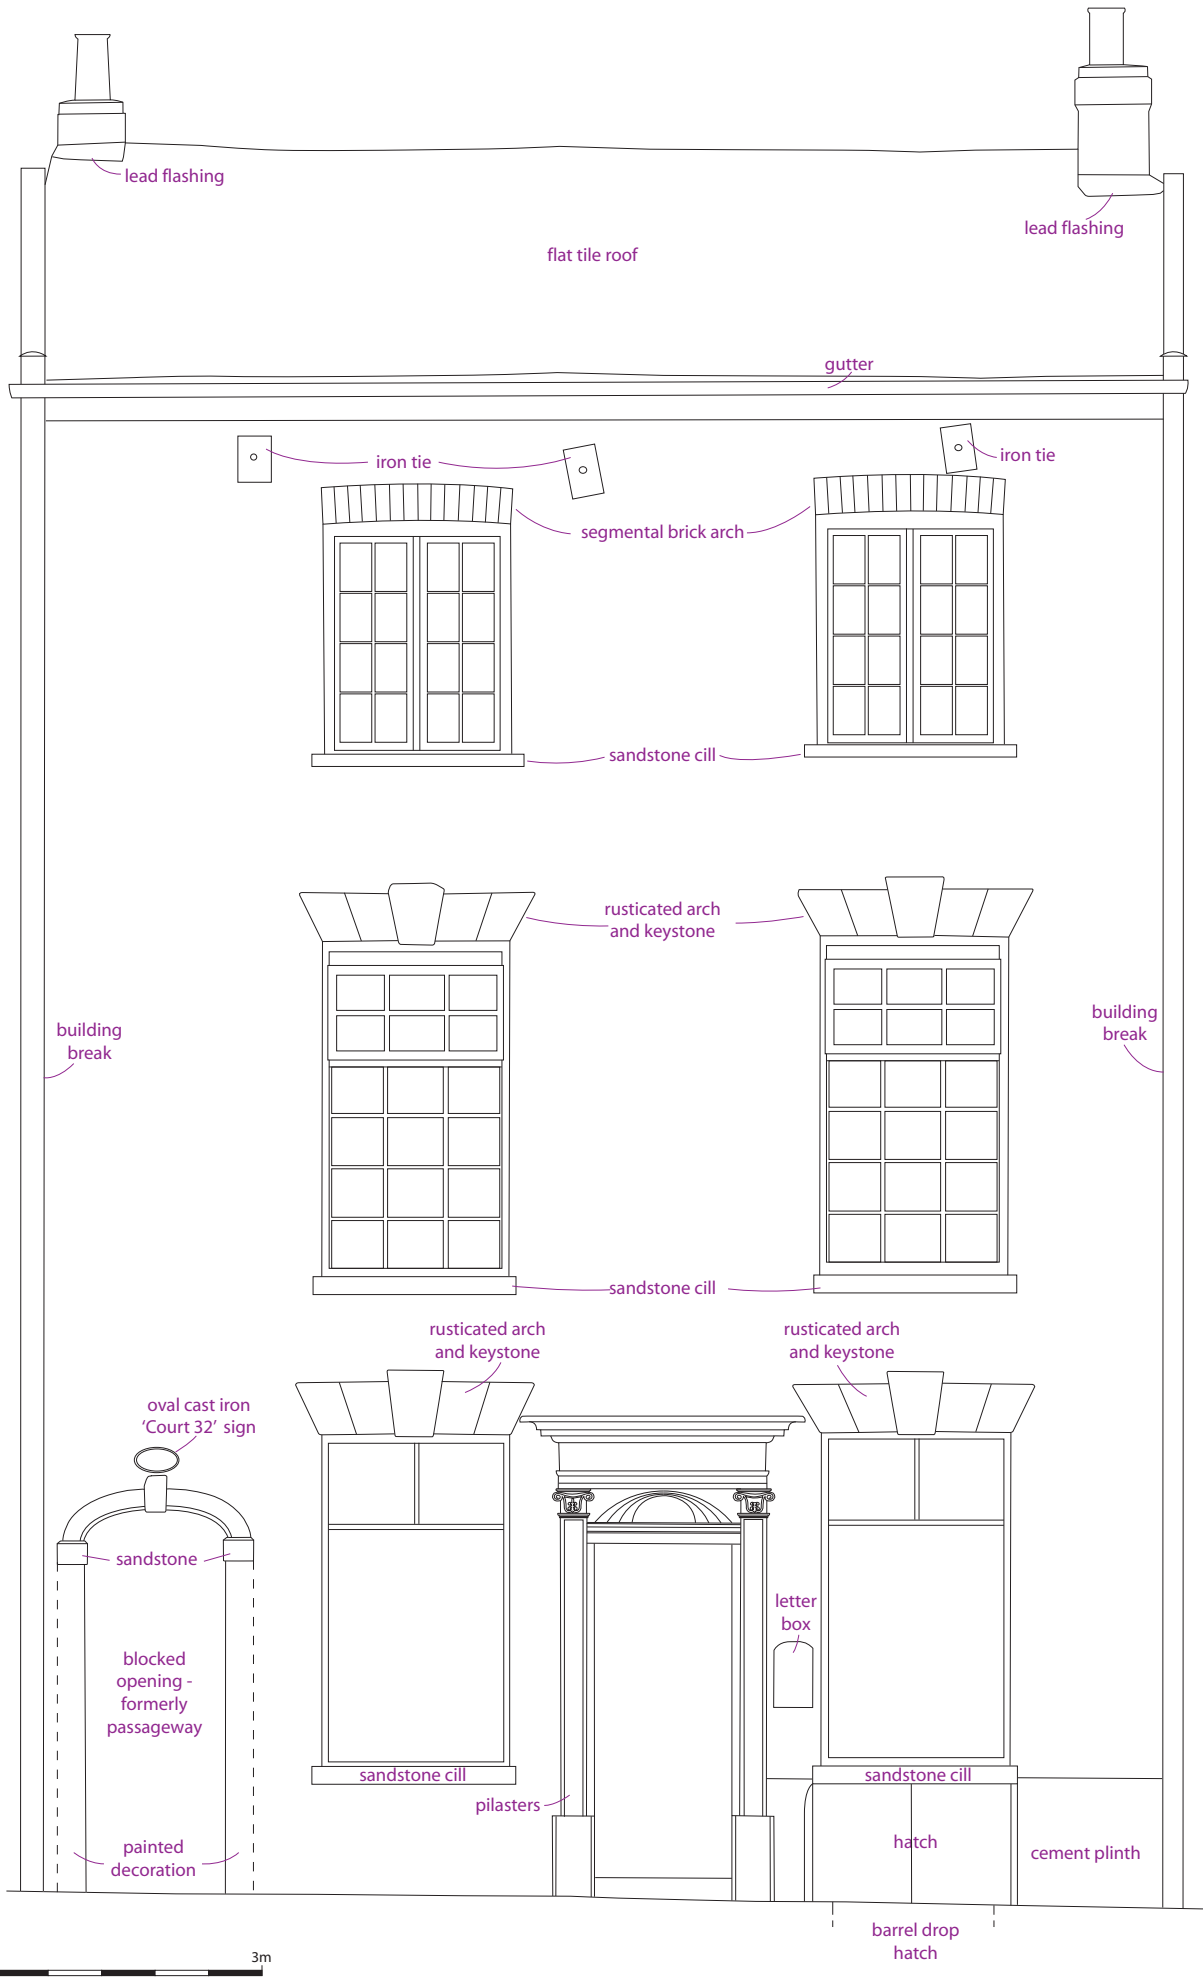 lead flashing
lead flashing
flat tile roof
gutter
iron tie
iron tie
segmental brick arch
sandstone cill
rusticated arch
and keystone
building
break
building
break
sandstone cill
rusticated arch
and keystone
rusticated arch
and keystone
oval cast iron
‘Court 32’ sign
sandstone
letter
box
blocked
opening -
formerly
passageway
sandstone cill
sandstone cill
pilasters
painted
decoration
hatch
cement plinth
barrel drop
hatch
3m